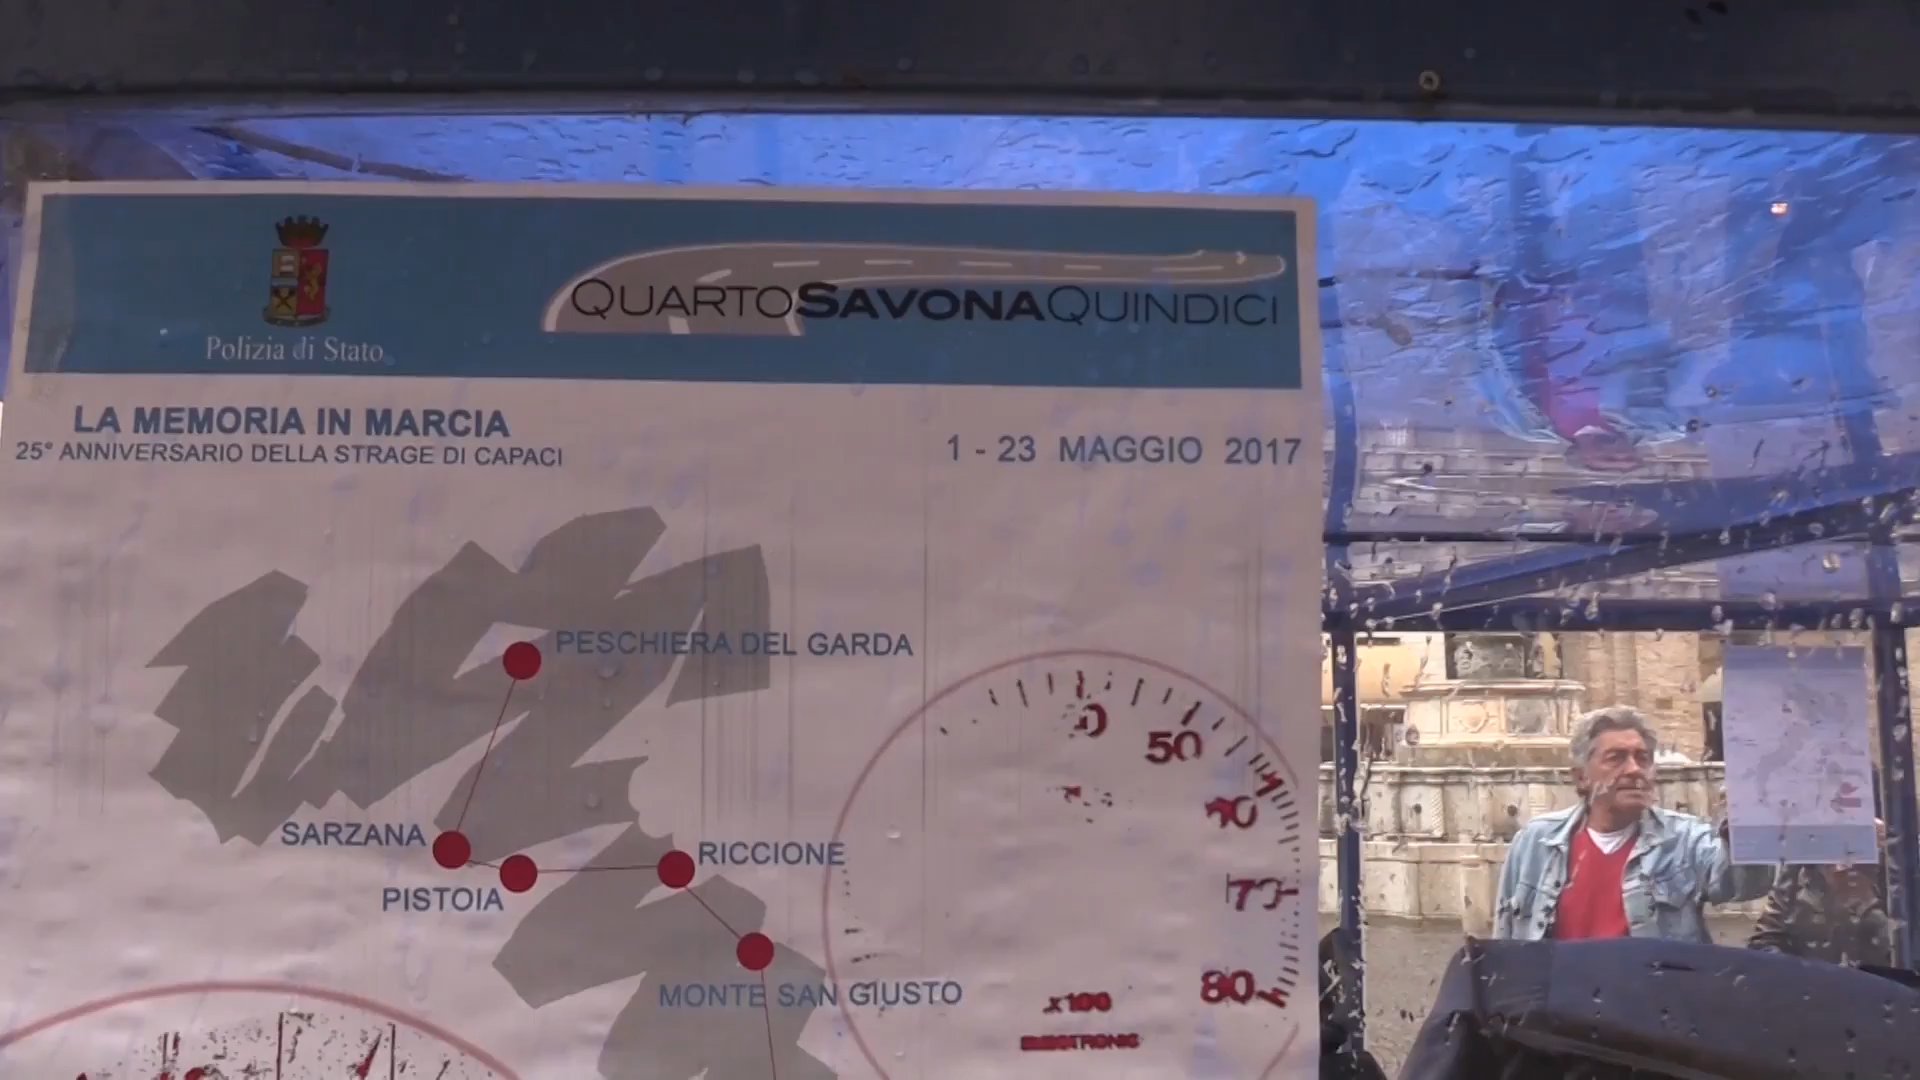 Polizia di Stato
QUARTOSAVONAQUINDICI
LA MEMORIA IN MARCIA
25° ANNIVERSARIO DELLA STRAGE DI CAPACI
1 - 23 MAGGIO 2017
PESCHIERA DEL GARDA
SARZANA
PISTOIA
RICCIONE
MONTE SAN GIUSTO
50
70
80
x100